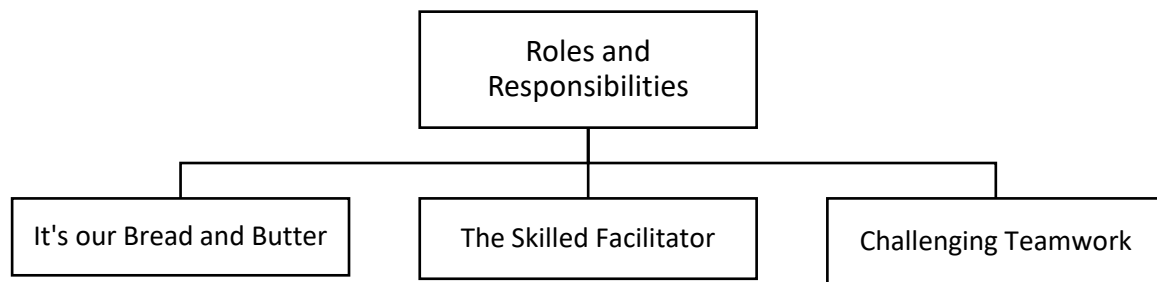 Roles and
Responsibilities
It's our Bread and Butter
The Skilled Facilitator
Challenging Teamwork